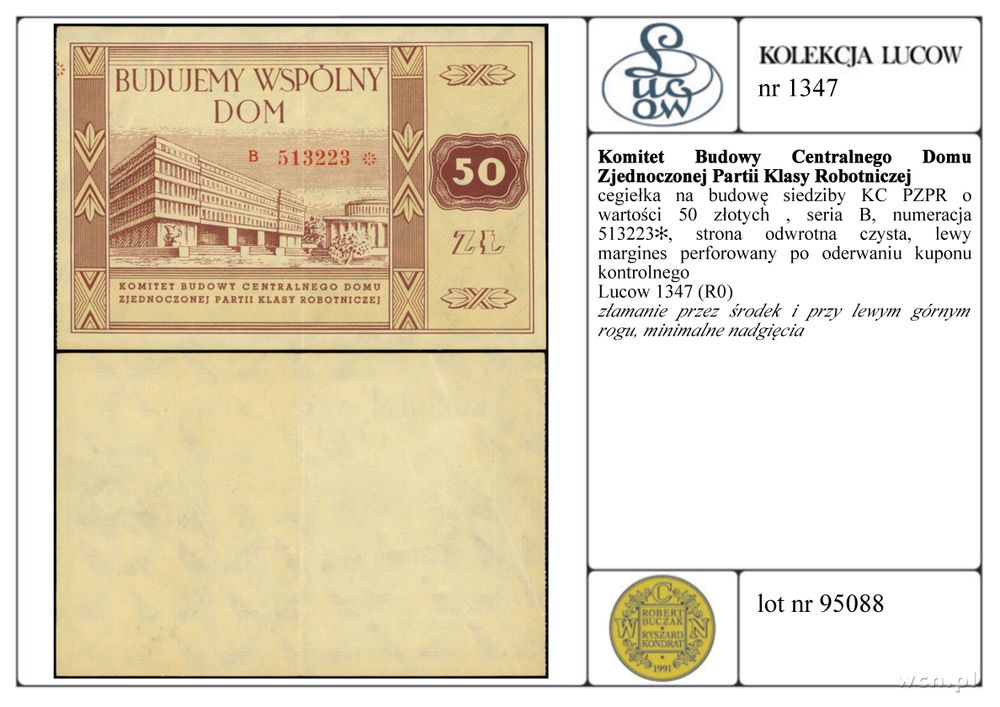 BUDUJEMY WSPÓLNY
DOM
B 513223 ✻
50
ZŁ
KOMITET BUDOWY CENTRALNEGO DOMU
ZJEDNOCZONEJ PARTII KLASY ROBOTNICZEJ
Lucow
KOLEKCJA LUCOW
nr 1347
Komitet Budowy Centralnego Domu
Zjednoczonej Partii Klasy Robotniczej
cegiełka na budowę siedziby KC PZPR o
wartości 50 złotych , seria B, numeracja
513223✻, strona odwrotna czysta, lewy
margines perforowany po oderwaniu kuponu
kontrolnego
Lucow 1347 (R0)
złamanie przez środek i przy lewym górnym
rogu, minimalne nadgięcia
WCN
ROBERT
BUCZAK
RYSZARD
KONDRAT
1991
lot nr 95088
wcn.pl